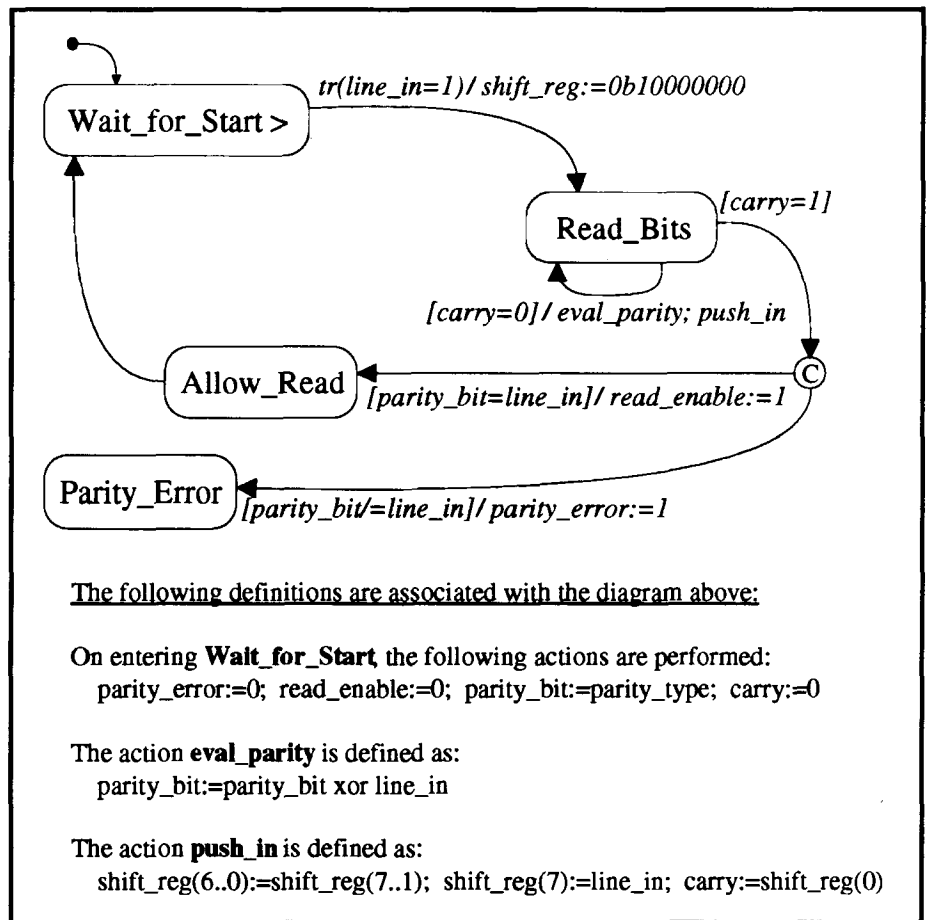 tr(line_in=1)/ shift_reg:=0b10000000
Wait_for_Start >
[carry=1]
Read_Bits
[carry=0]/ eval_parity; push_in
Allow_Read
C
[parity_bit=line_in]/ read_enable:=1
Parity_Error
[parity_bit/=line_in]/ parity_error:=1
The following definitions are associated with the diagram above:
On entering Wait_for_Start, the following actions are performed:
parity_error:=0; read_enable:=0; parity_bit:=parity_type; carry:=0
The action eval_parity is defined as:
parity_bit:=parity_bit xor line_in
The action push_in is defined as:
shift_reg(6..0):=shift_reg(7..1); shift_reg(7):=line_in; carry:=shift_reg(0)